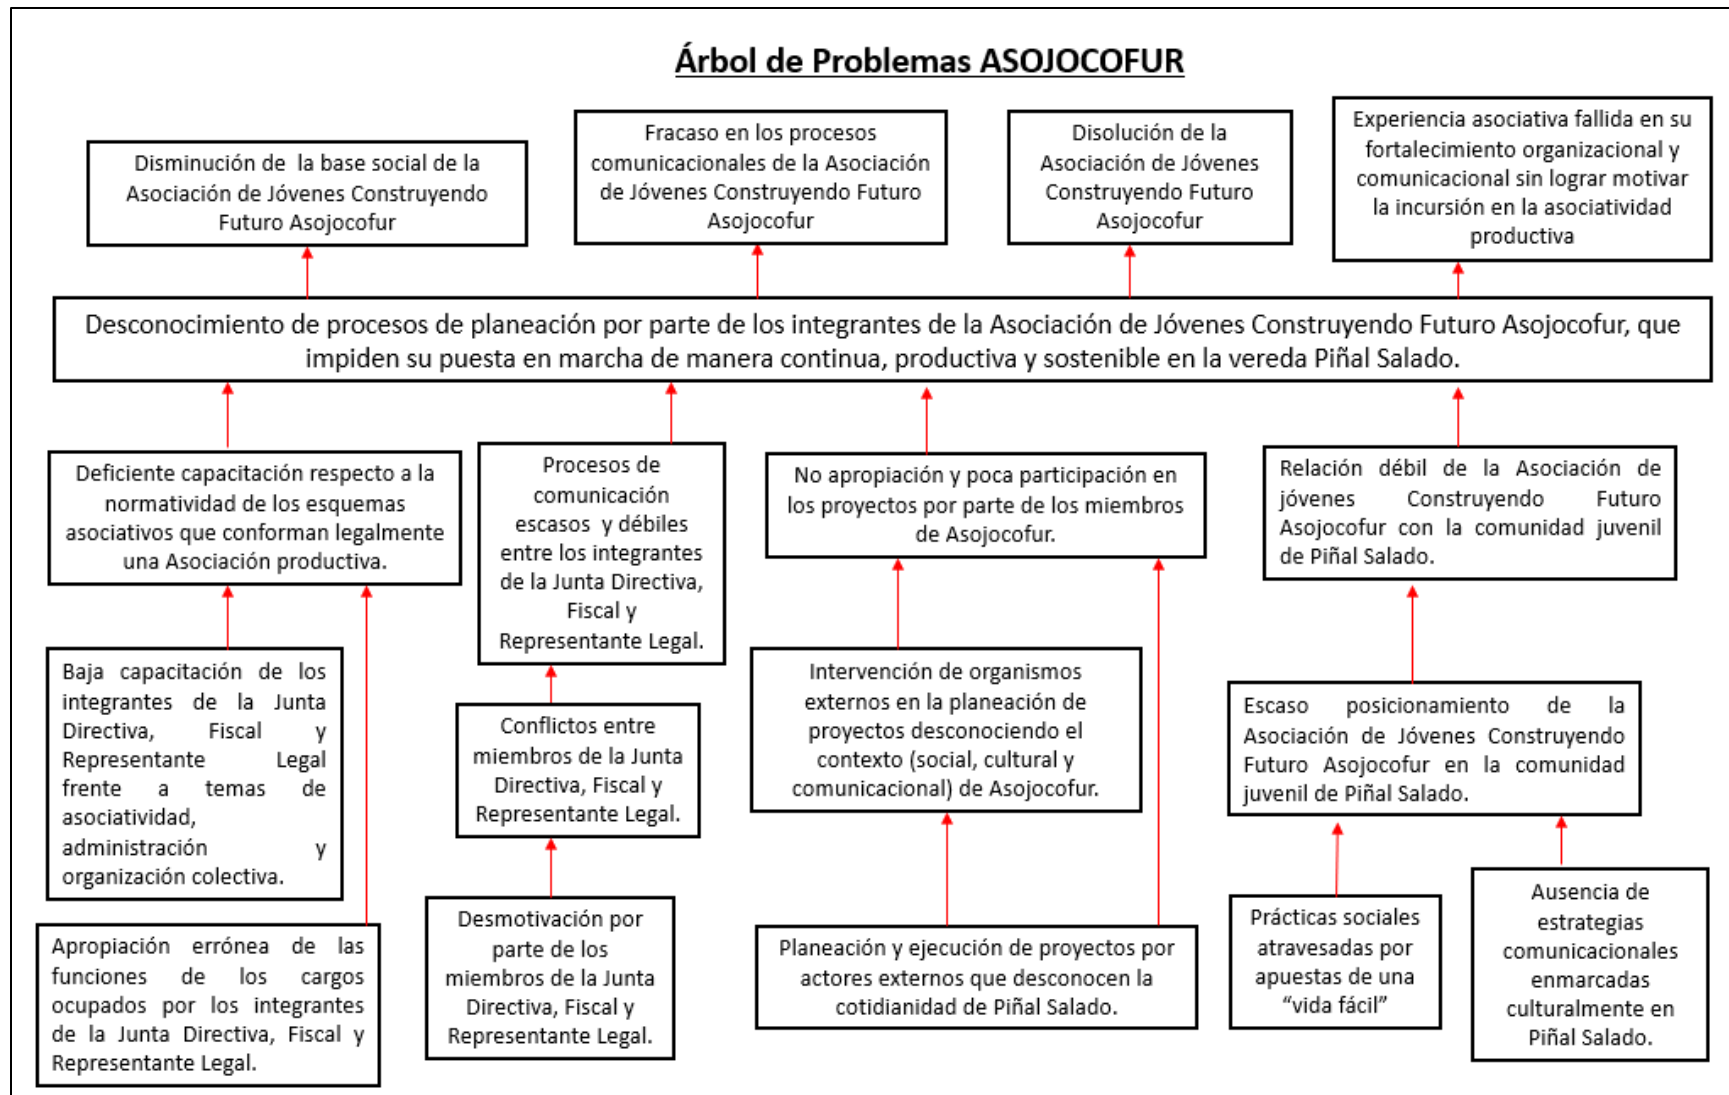 Árbol de Problemas ASOJOCOFUR
Disminución de la base social de la
Asociación de Jóvenes Construyendo
Futuro Asojocofur
Fracaso en los procesos
comunicacionales de la Asociación
de Jóvenes Construyendo Futuro
Asojocofur
Disolución de la
Asociación de Jóvenes
Construyendo Futuro
Asojocofur
Experiencia asociativa fallida en su
fortalecimiento organizacional y
comunicacional sin lograr motivar
la incursión en la asociatividad
productiva
Desconocimiento de procesos de planeación por parte de los integrantes de la Asociación de Jóvenes Construyendo Futuro Asojocofur, que
impiden su puesta en marcha de manera continua, productiva y sostenible en la vereda Piñal Salado.
Deficiente capacitación respecto a la
normatividad de los esquemas
asociativos que conforman legalmente
una Asociación productiva.
Procesos de
comunicación
escasos y débiles
entre los integrantes
de la Junta Directiva,
Fiscal y
Representante Legal.
No apropiación y poca participación en
los proyectos por parte de los miembros
de Asojocofur.
Relación débil de la Asociación de
jóvenes Construyendo Futuro
Asojocofur con la comunidad juvenil
de Piñal Salado.
Baja capacitación de los
integrantes de la Junta
Directiva, Fiscal y
Representante Legal
frente a temas de
asociatividad,
administración y
organización colectiva.
Conflictos entre
miembros de la Junta
Directiva, Fiscal y
Representante Legal.
Intervención de organismos
externos en la planeación de
proyectos desconociendo el
contexto (social, cultural y
comunicacional) de Asojocofur.
Escaso posicionamiento de la
Asociación de Jóvenes Construyendo
Futuro Asojocofur en la comunidad
juvenil de Piñal Salado.
Apropiación errónea de las
funciones de los cargos
ocupados por los integrantes
de la Junta Directiva, Fiscal y
Representante Legal.
Desmotivación por
parte de los
miembros de la Junta
Directiva, Fiscal y
Representante Legal.
Planeación y ejecución de proyectos por
actores externos que desconocen la
cotidianidad de Piñal Salado.
Prácticas sociales
atravesadas por
apuestas de una
“vida fácil”
Ausencia de
estrategias
comunicacionales
enmarcadas
culturalmente en
Piñal Salado.